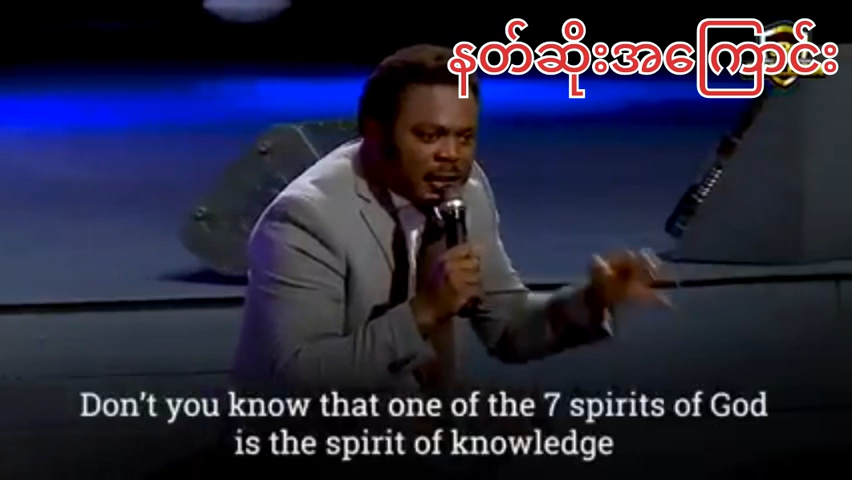 နတ်ဆိုးအကြောင်း
Don't you know that one of the 7 spirits of God
is the spirit of knowledge